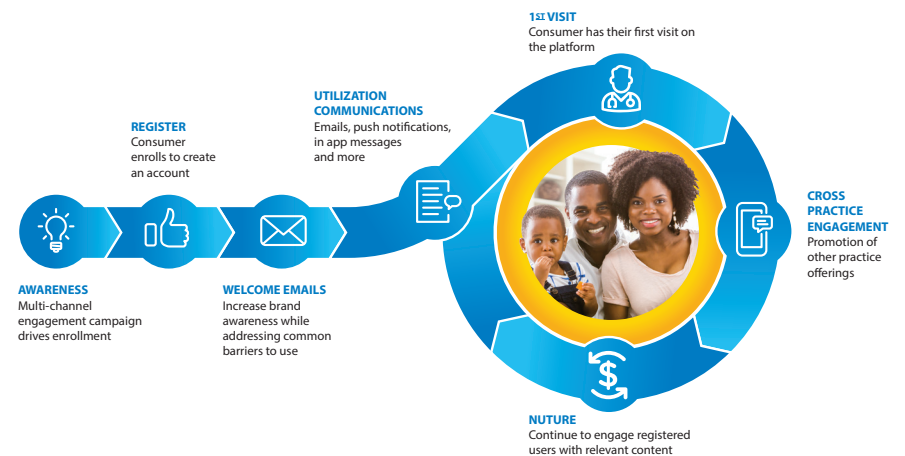 AWARENESS
Multi-channel
engagement campaign
drives enrollment
REGISTER
Consumer
enrolls to create
an account
WELCOME EMAILS
Increase brand
awareness while
addressing common
barriers to use
UTILIZATION
COMMUNICATIONS
Emails, push notifications,
in app messages
and more
1ST VISIT
Consumer has their first visit on
the platform
CROSS
PRACTICE
ENGAGEMENT
Promotion of
other practice
offerings
$
NUTURE
Continue to engage registered
users with relevant content